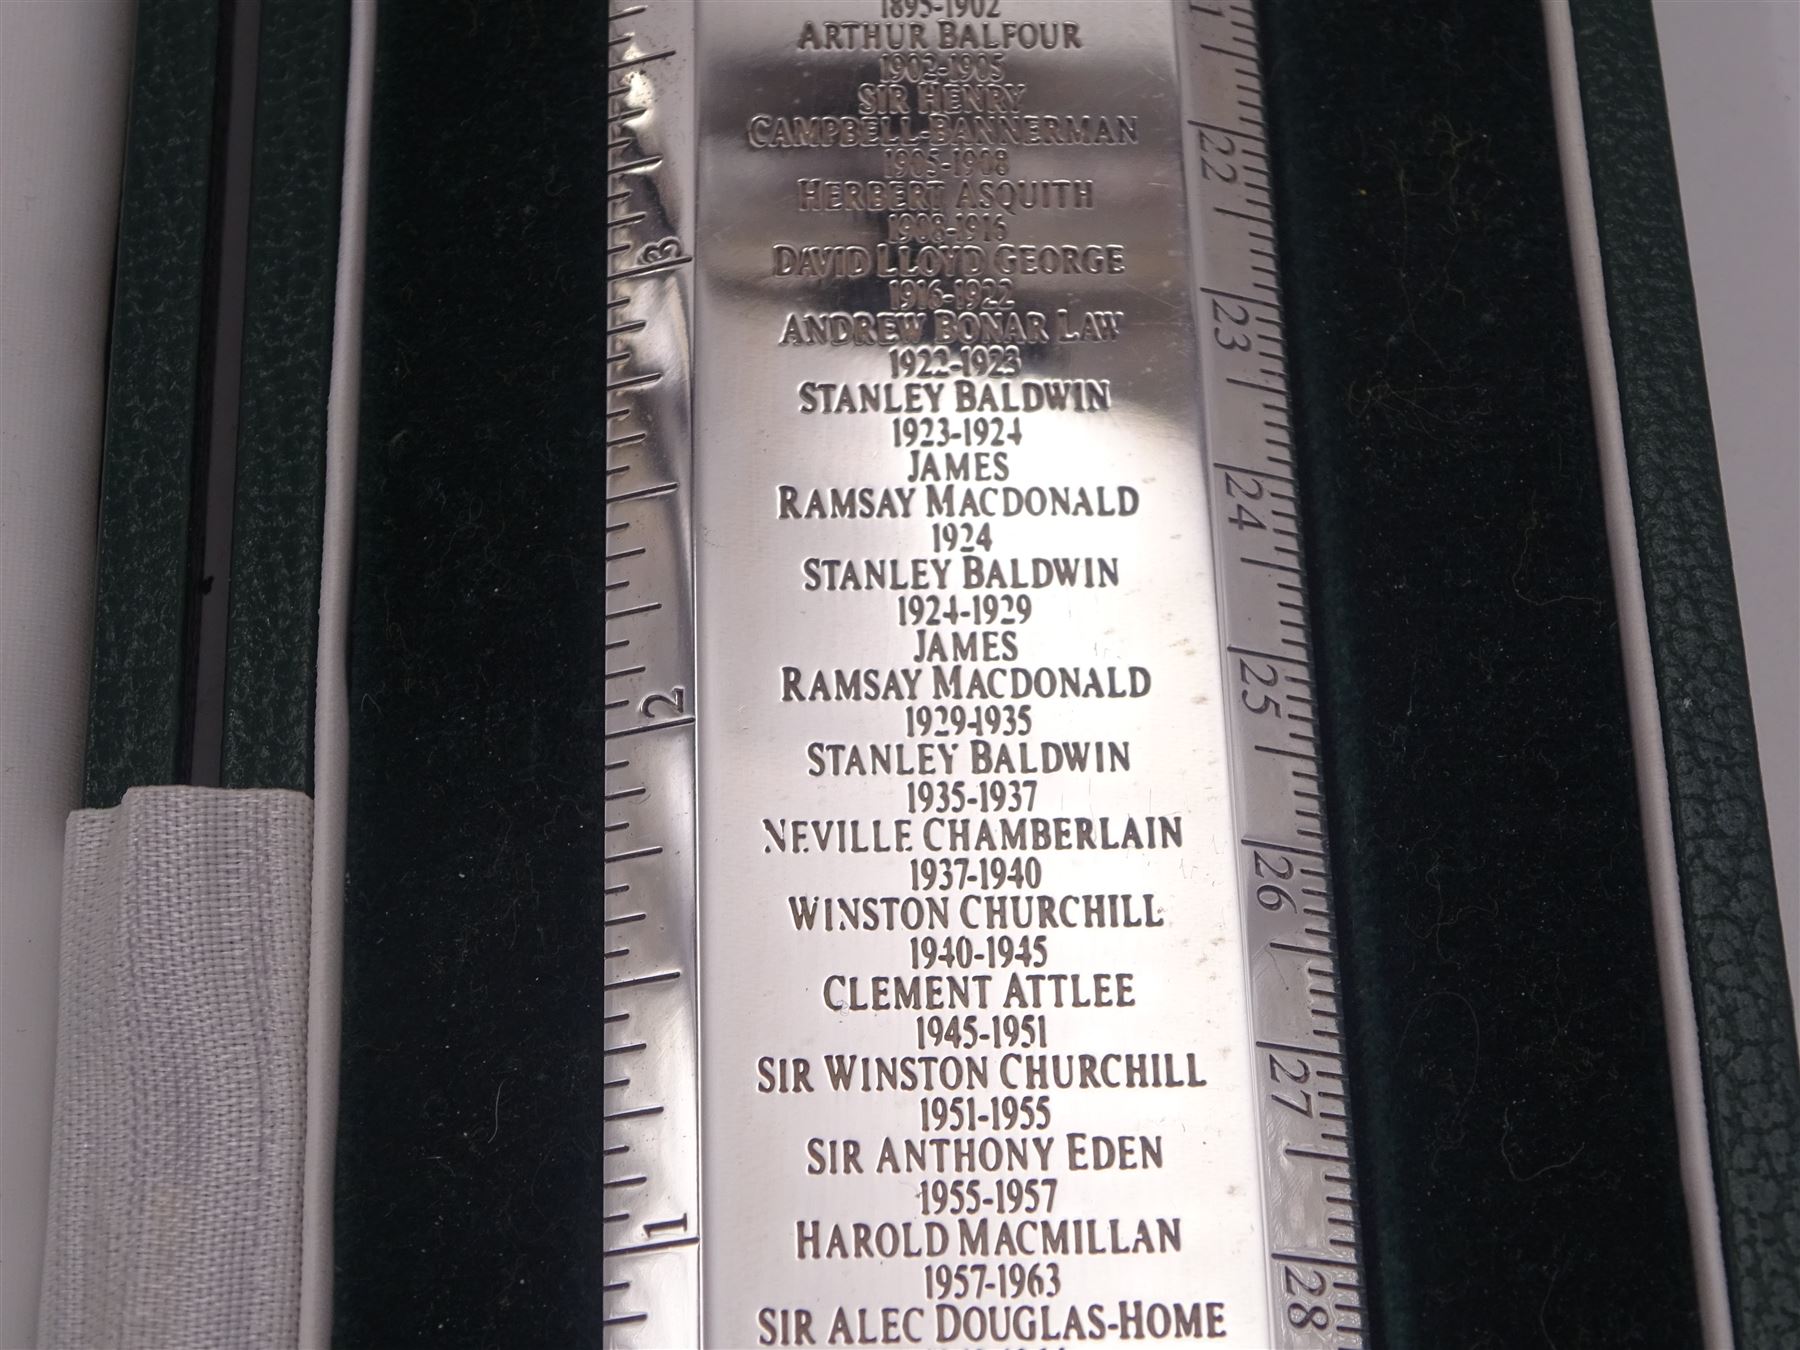 1895-1902
ARTHUR BALFOUR
1902-1905
SIR HENRY
CAMPBELL-BANNERMAN
1905-1908
HERBERT ASQUITH
1908-1916
DAVID LLOYD GEORGE
1916-1922
ANDREW BONAR LAW
1922-1923
STANLEY BALDWIN
1923-1924
JAMES
RAMSAY MACDONALD
1924
STANLEY BALDWIN
1924-1929
JAMES
RAMSAY MACDONALD
1929-1935
STANLEY BALDWIN
1935-1937
NEVILLE CHAMBERLAIN
1937-1940
WINSTON CHURCHILL
1940-1945
CLEMENT ATTLEE
1945-1951
SIR WINSTON CHURCHILL
1951-1955
SIR ANTHONY EDEN
1955-1957
HAROLD MACMILLAN
1957-1963
SIR ALEC DOUGLAS-HOME
3
2
1
22
23
24
25
26
27
28